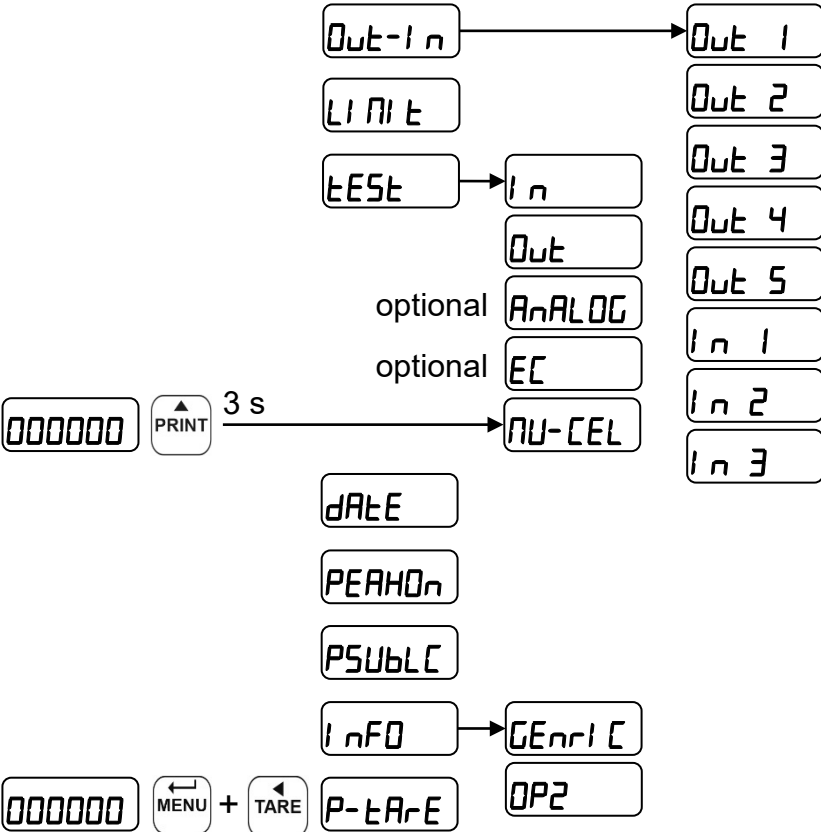 Out-In
Out 1
LIMIt
Out 2
tESt
In
Out 3
Out
Out 4
optional
AnALOG
Out 5
optional
EC
In 1
000000
PRINT
3 s
MU-CEL
In 2
In 3
dAtE
PEAHOn
PSUbLC
InFO
GEnrIC
000000
MENU
+
TARE
P-tArE
OP2